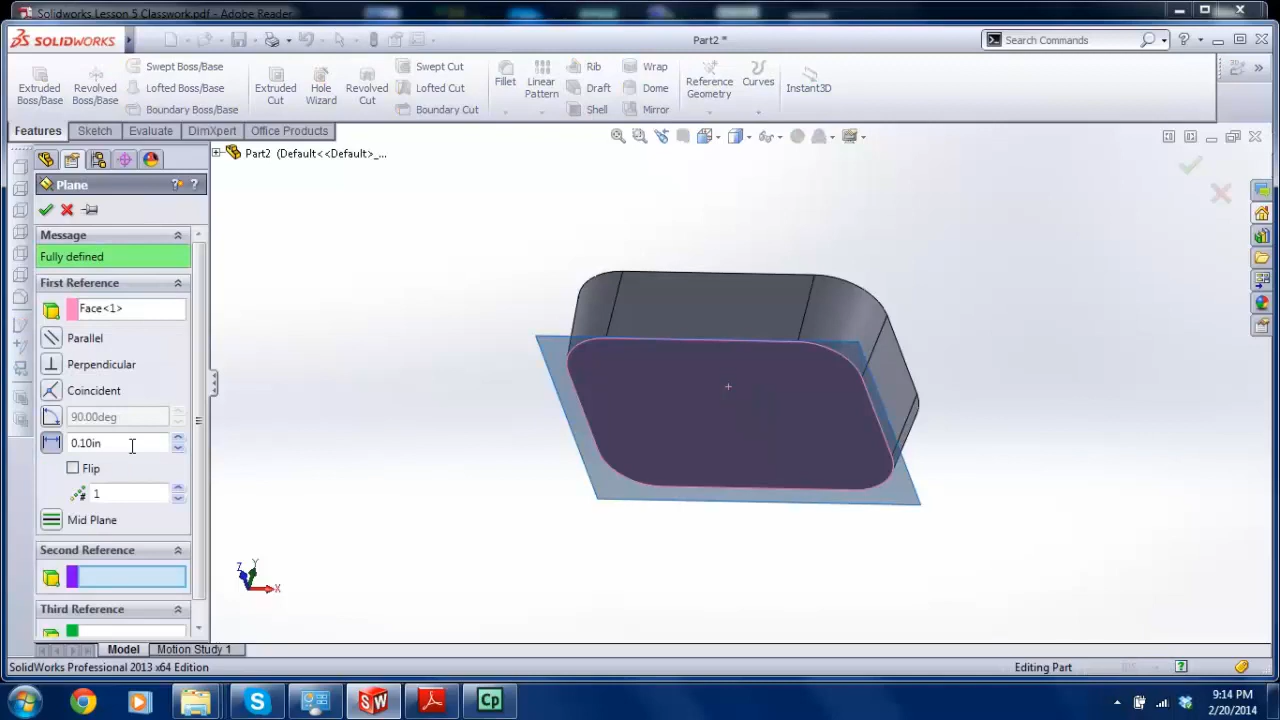 Solidworks Lesson 5 Classwork.pdf - Adobe Reader
SOLIDWORKS
Part2 *
Search Commands
Extruded Boss/Base
Revolved Boss/Base
Swept Boss/Base
Lofted Boss/Base
Boundary Boss/Base
Extruded Cut
Hole Wizard
Revolved Cut
Swept Cut
Lofted Cut
Boundary Cut
Fillet
Linear Pattern
Rib
Draft
Shell
Wrap
Dome
Mirror
Reference Geometry
Curves
Instant3D
Features
Sketch
Evaluate
DimXpert
Office Products
Part2 (Default<<Default>_...
Plane
Message
Fully defined
First Reference
Face<1>
Parallel
Perpendicular
Coincident
90.00deg
0.10in
Flip
1
Mid Plane
Second Reference
Third Reference
Z Y X
Model
Motion Study 1
SolidWorks Professional 2013 x64 Edition
Editing Part
SW
Cp
9:14 PM
2/20/2014